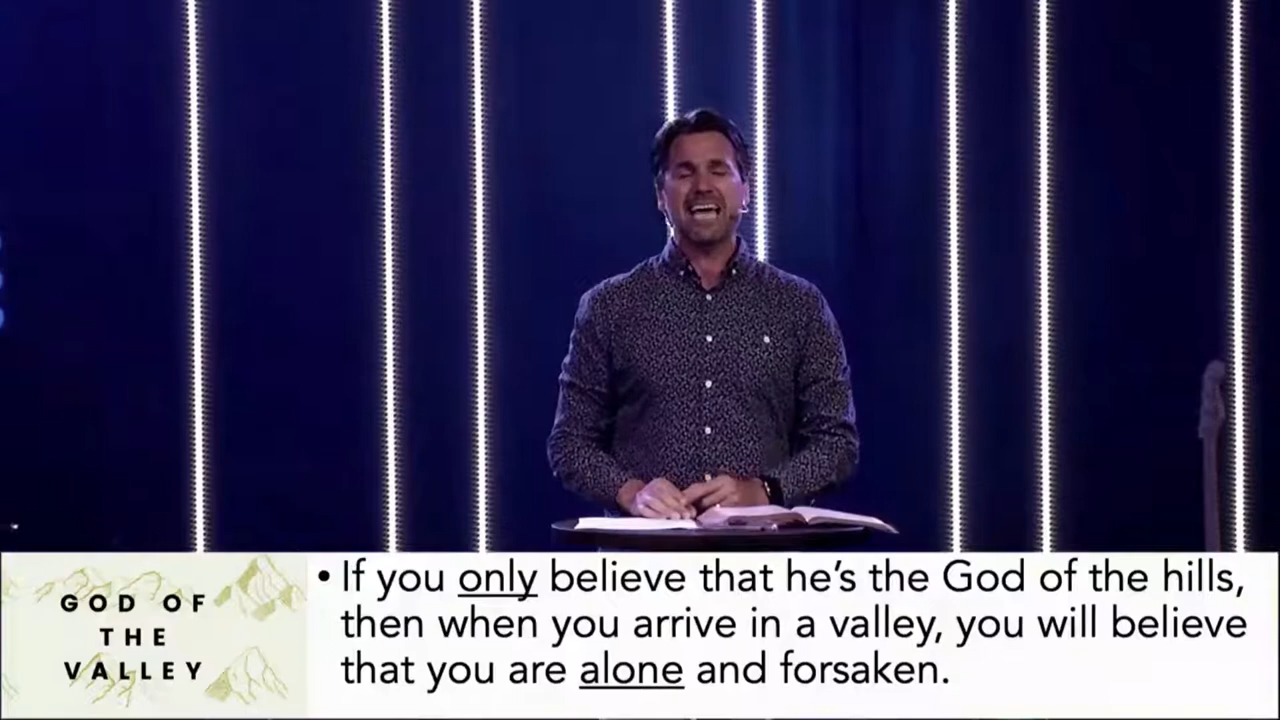 GOD OF
THE
VALLEY
• If you only believe that he's the God of the hills,
then when you arrive in a valley, you will believe
that you are alone and forsaken.